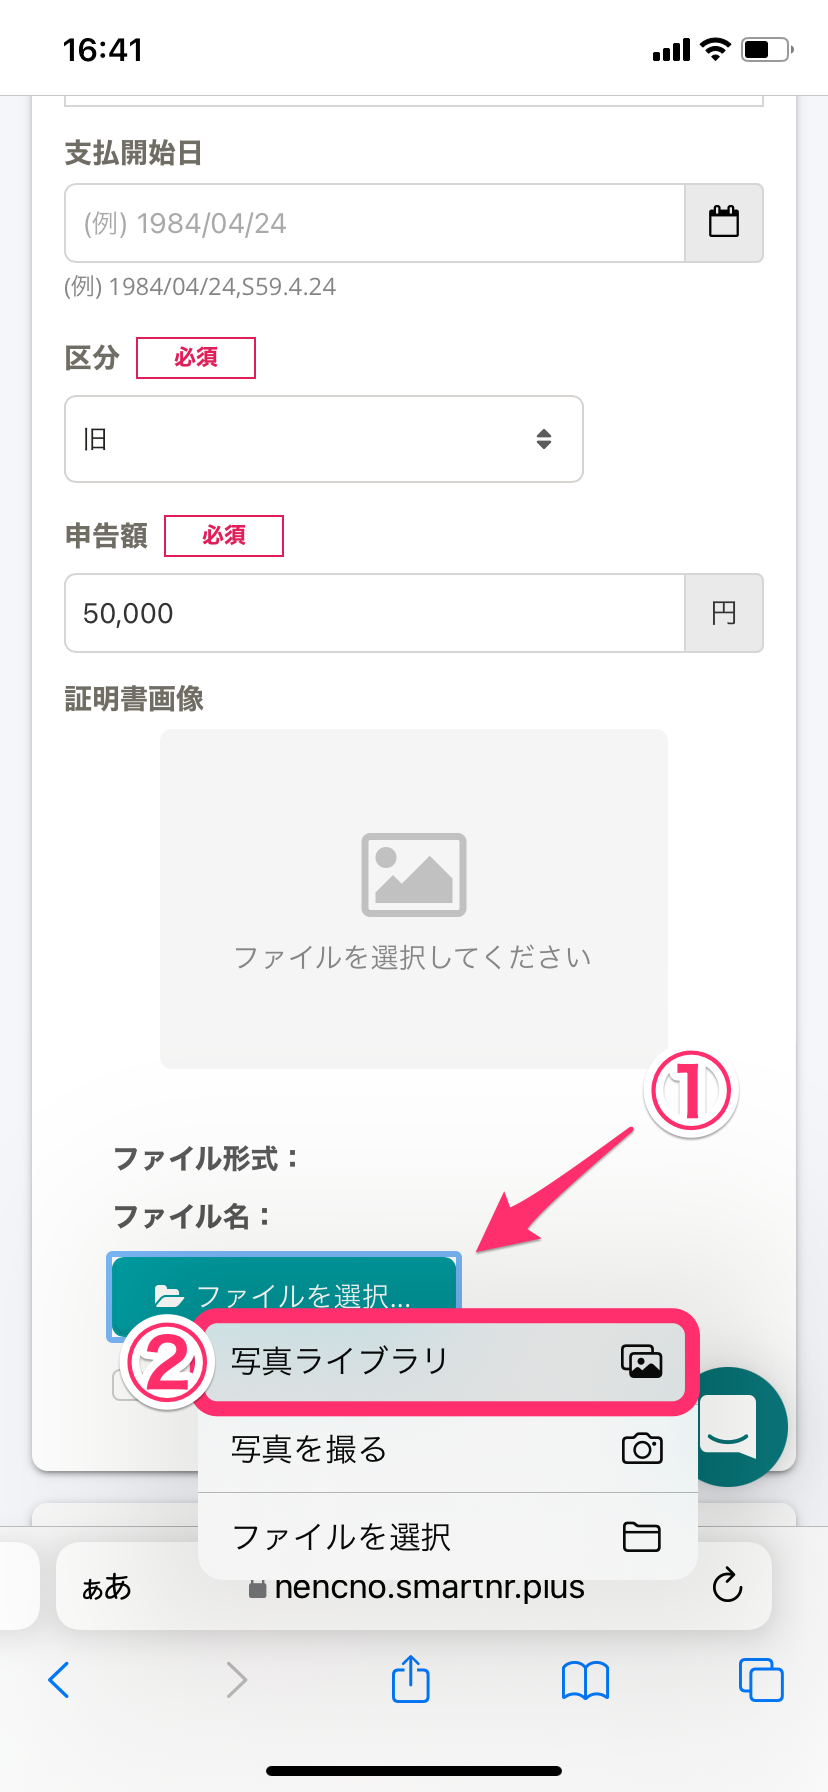 16:41
支払開始日
(例) 1984/04/24
(例) 1984/04/24,S59.4.24
区分 必須
旧
申告額 必須
50,000 円
証明書画像
ファイルを選択してください
①
ファイル形式：
ファイル名：
ファイルを選択...
② 写真ライブラリ
写真を撮る
ファイルを選択
ぁあ nencho.smarthr.plus